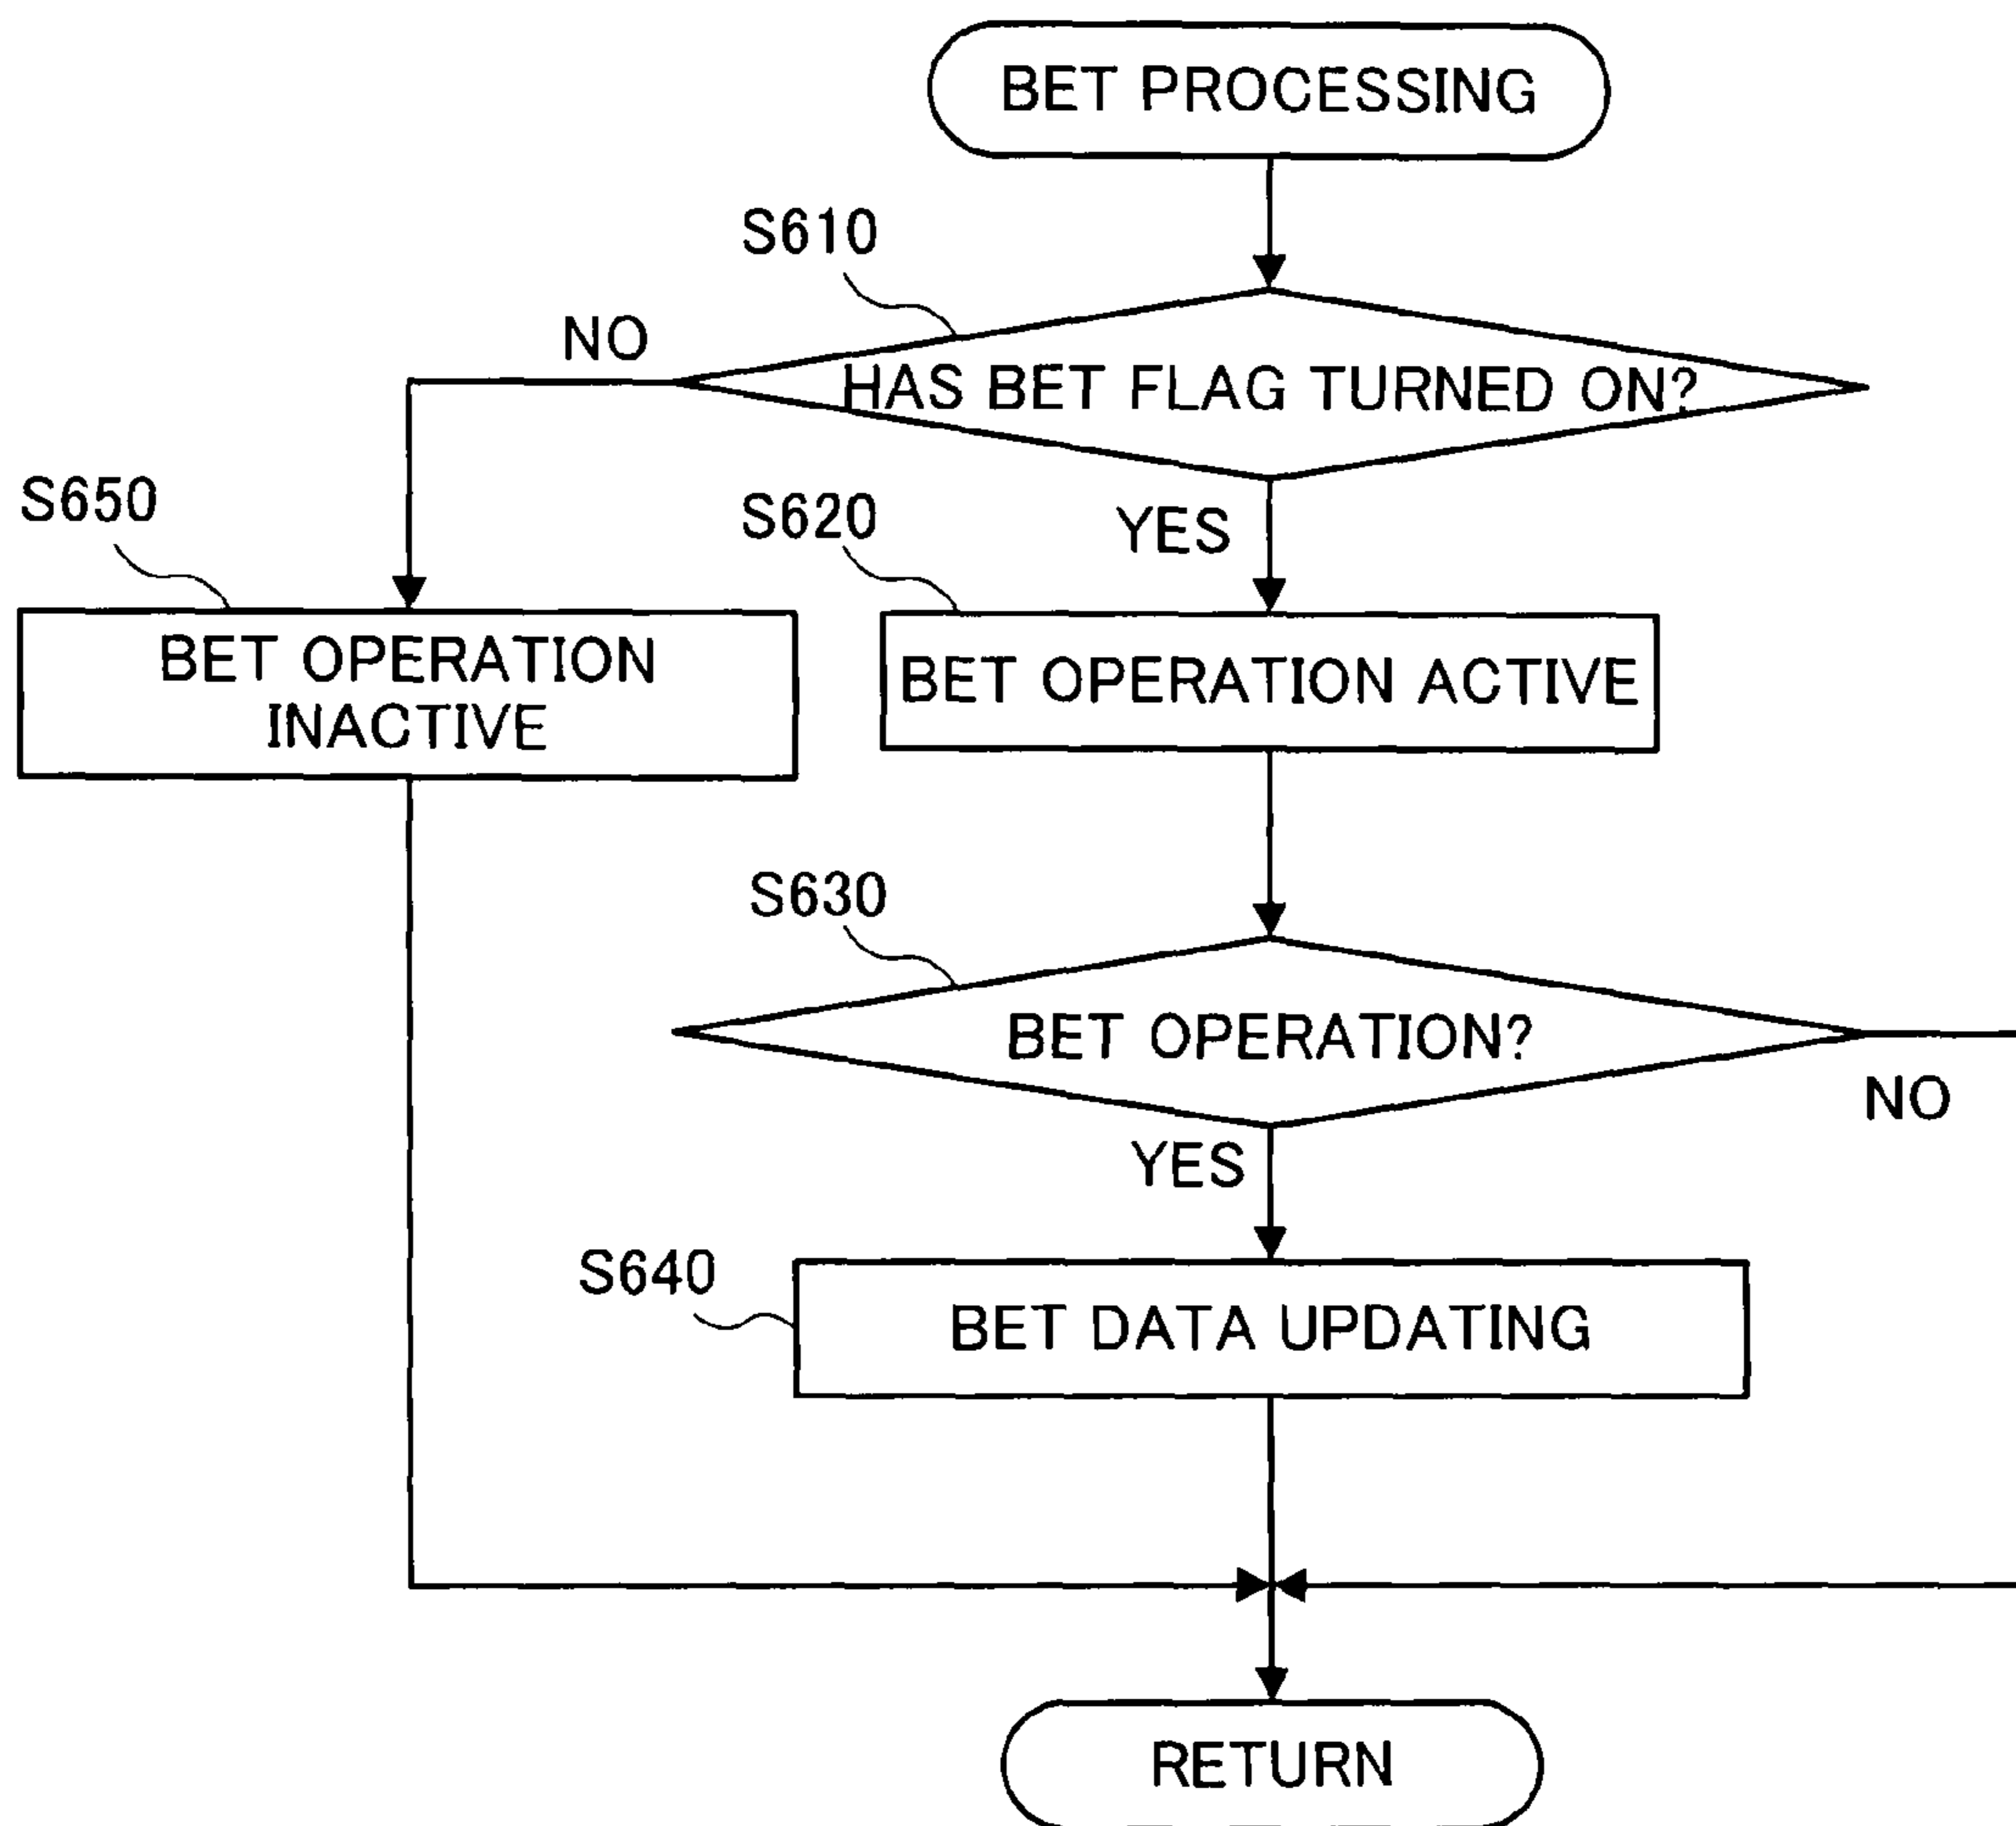 BET PROCESSING
S610
NO
HAS BET FLAG TURNED ON?
S650
S620
YES
BET OPERATION
INACTIVE
BET OPERATION ACTIVE
S630
BET OPERATION?
NO
YES
S640
BET DATA UPDATING
RETURN